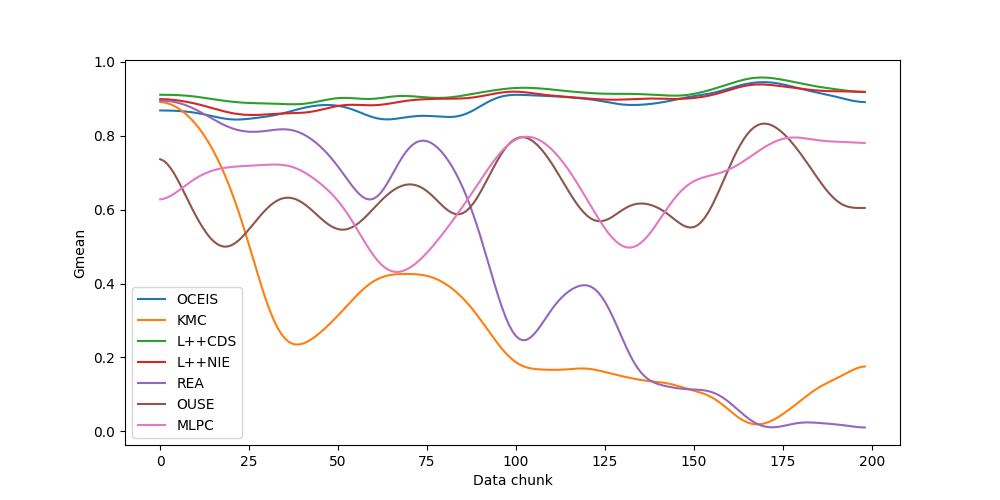 1.0
0.8
0.6
0.4
0.2
0.0
Gmean
OCEIS
KMC
L++CDS
L++NIE
REA
OUSE
MLPC
0 25 50 75 100 125 150 175 200
Data chunk